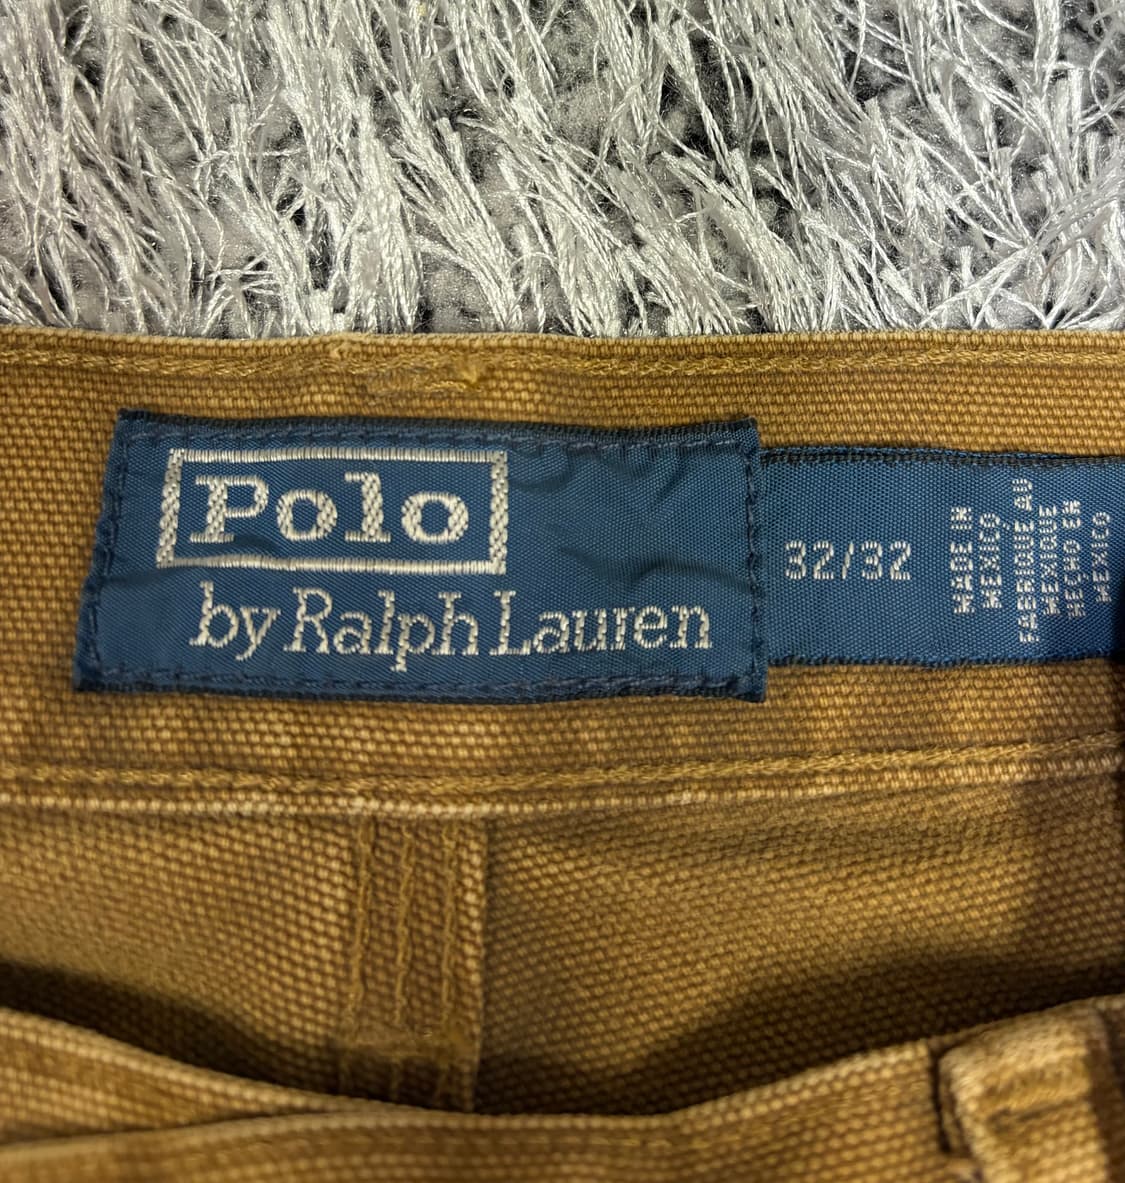 Polo
by Ralph Lauren
32/32
MADE IN
MEXICO
FABRIQUE AU
MEXIQUE
HECHO EN
MEXICO